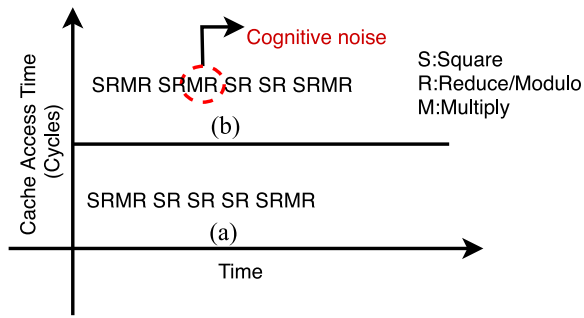 Cognitive noise
SRMR SRMR SR SR SRMR
(b)
S:Square
R:Reduce/Modulo
M:Multiply
SRMR SR SR SR SRMR
(a)
Cache Access Time
(Cycles)
Time